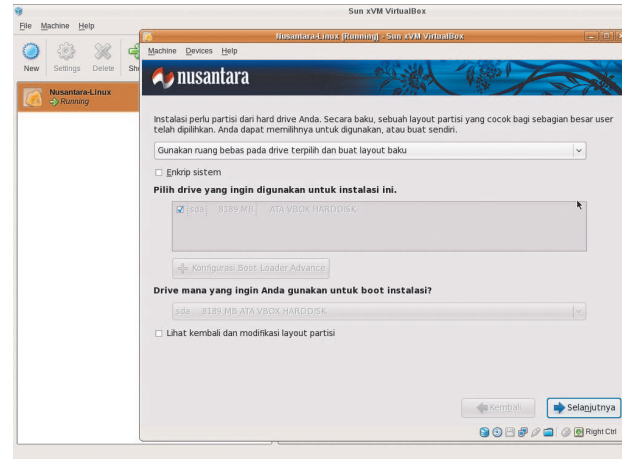 Sun xVM VirtualBox
File Machine Help
New Settings Delete
Nusantara-Linux
Running
Nusantara-Linux [Running] - Sun xVM VirtualBox
Machine Devices Help
nusantara
Instalasi perlu partisi dari hard drive Anda. Secara baku, sebuah layout partisi yang cocok bagi sebagian besar user
telah dipilihkan. Anda dapat memilihnya untuk digunakan, atau buat sendiri.
Gunakan ruang bebas pada drive terpilih dan buat layout baku
Enkrip sistem
Pilih drive yang ingin digunakan untuk instalasi ini.
sda 8189 MB ATA VBOX HARDDISK
Konfigurasi Boot Loader Advance
Drive mana yang ingin Anda gunakan untuk boot instalasi?
sda 8189 MB ATA VBOX HARDDISK
Lihat kembali dan modifikasi layout partisi
Kembali Selanjutnya
Right Ctrl